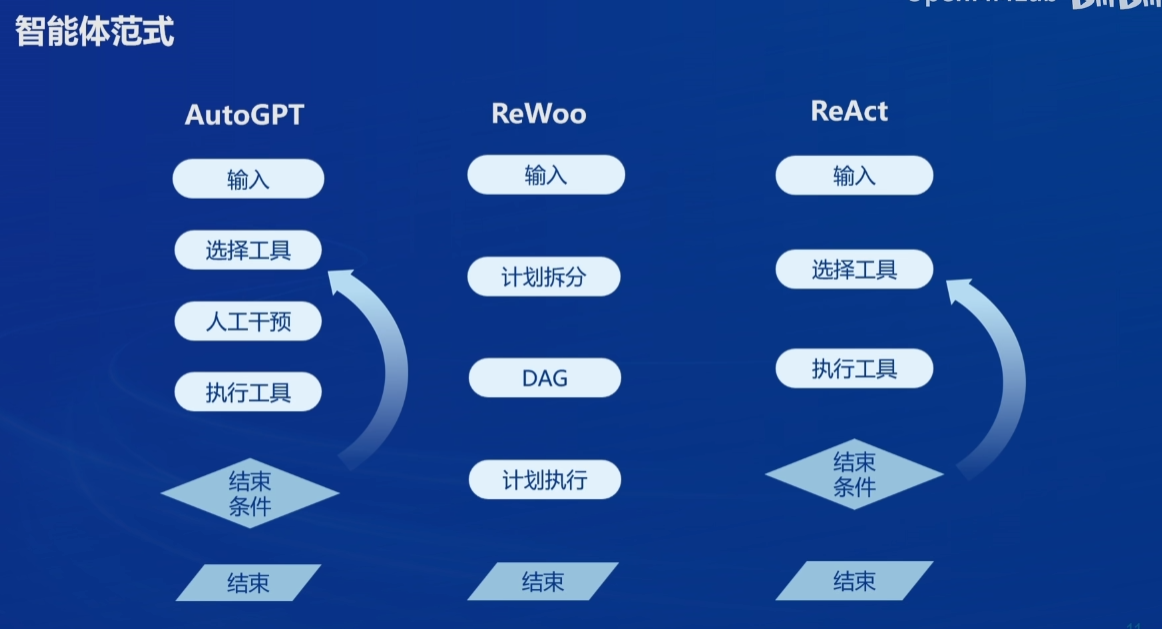 智能体范式
AutoGPT
输入
选择工具
人工干预
执行工具
结束
条件
结束
ReWoo
输入
计划拆分
DAG
计划执行
结束
ReAct
输入
选择工具
执行工具
结束
条件
结束
11